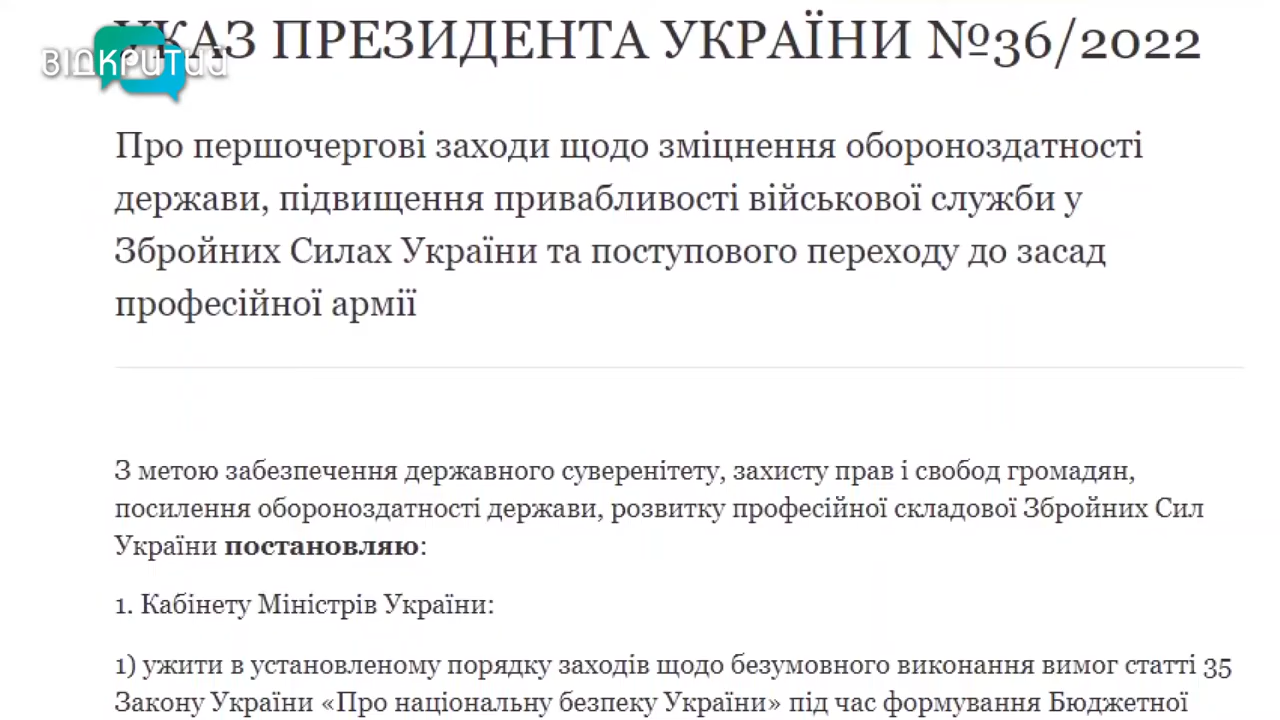 УКАЗ ПРЕЗИДЕНТА УКРАЇНИ №36/2022
ВІДКРИТИЙ
Про першочергові заходи щодо зміцнення обороноздатності
держави, підвищення привабливості військової служби у
Збройних Силах України та поступового переходу до засад
професійної армії
З метою забезпечення державного суверенітету, захисту прав і свобод громадян,
посилення обороноздатності держави, розвитку професійної складової Збройних Сил
України постановляю:
1. Кабінету Міністрів України:
1) ужити в установленому порядку заходів щодо безумовного виконання вимог статті 35
Закону України «Про національну безпеку України» під час формування Бюджетної